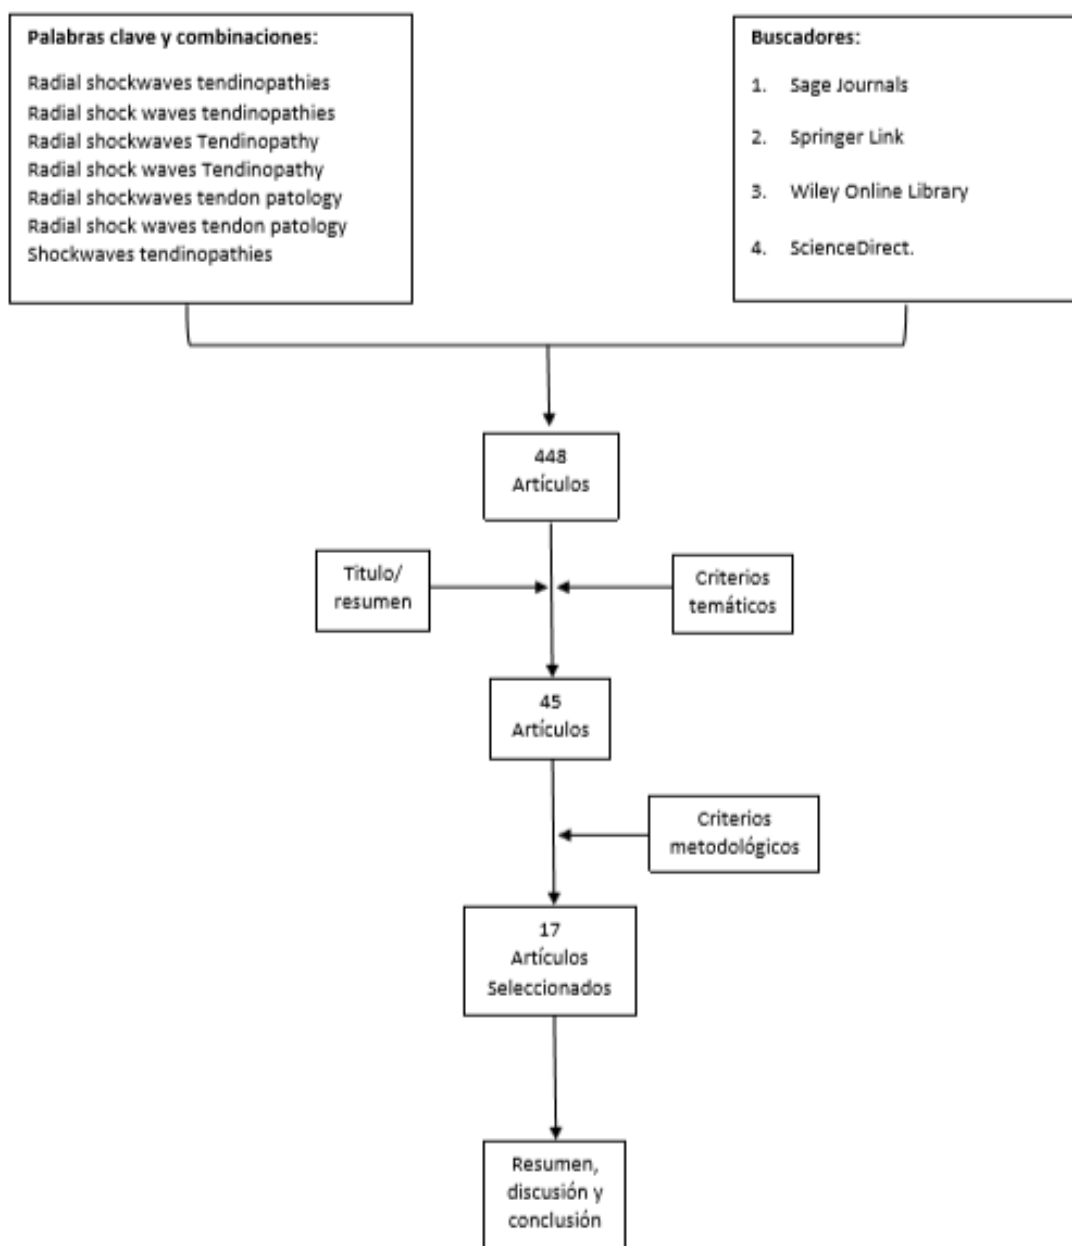 Palabras clave y combinaciones:
Radial shockwaves tendinopathies
Radial shock waves tendinopathies
Radial shockwaves Tendinopathy
Radial shock waves Tendinopathy
Radial shockwaves tendon patology
Radial shock waves tendon patology
Shockwaves tendinopathies
Buscadores:
1. Sage Journals
2. Springer Link
3. Wiley Online Library
4. ScienceDirect.
448
Artículos
Titulo/
resumen
Criterios
temáticos
45
Artículos
Criterios
metodológicos
17
Artículos
Seleccionados
Resumen,
discusión y
conclusión